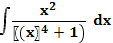 ∫ x² / (〖(x〗⁴ + 1) dx